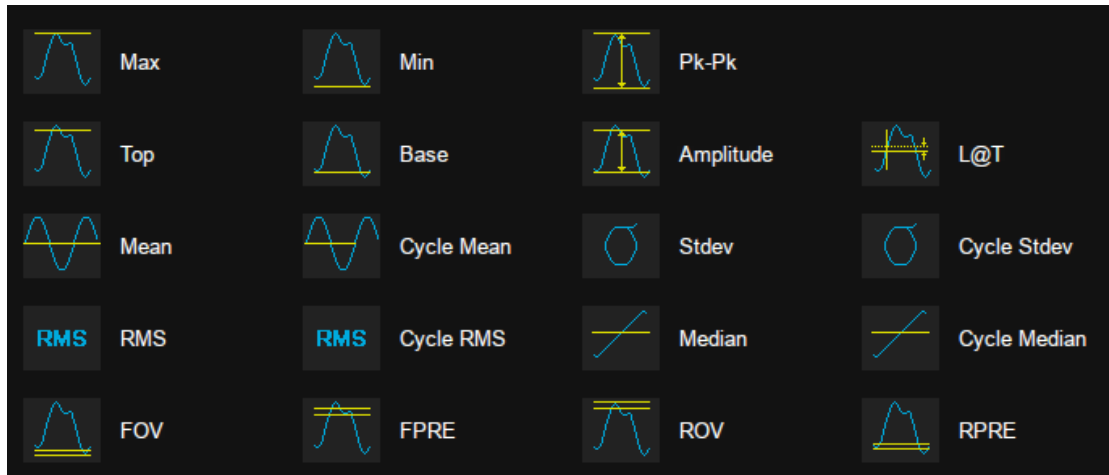 Max Min Pk-Pk
Top Base Amplitude L@T
Mean Cycle Mean Stdev Cycle Stdev
RMS RMS RMS Cycle RMS Median Cycle Median
FOV FPRE ROV RPRE